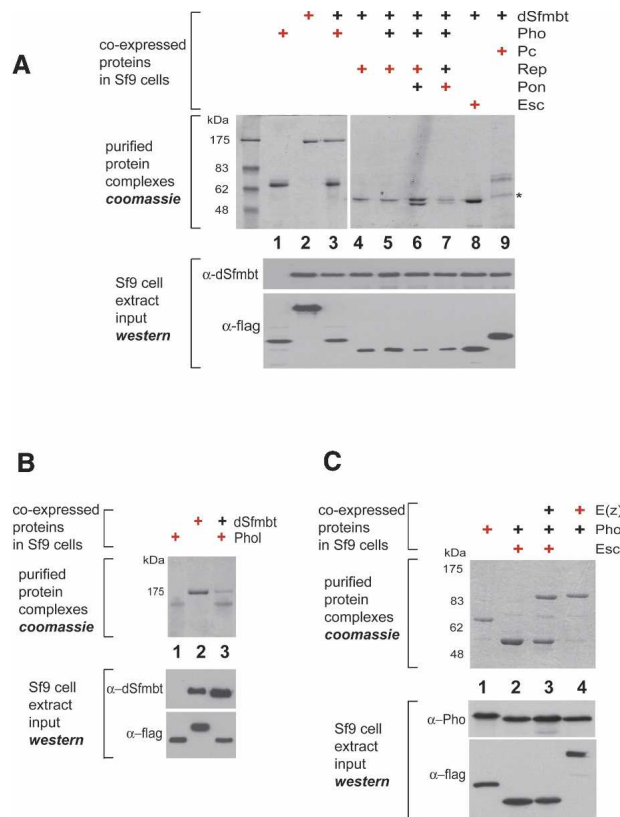 A
co-expressed
proteins
in Sf9 cells
+ + + + + + + + dSfmbt
+ + + + + + Pho
+ Pc
+ + + + Rep
+ + Pon
+ Esc
purified
protein
complexes
coomassie
kDa
175
83
62
48
*
1 2 3 4 5 6 7 8 9
Sf9 cell
extract
input
western
α-dSfmbt
α-flag
B
co-expressed
proteins
in Sf9 cells
+ + dSfmbt
+ + Phol
purified
protein
complexes
coomassie
kDa
175
1 2 3
Sf9 cell
extract
input
western
α-dSfmbt
α-flag
C
co-expressed
proteins
in Sf9 cells
+ + E(z)
+ + + + Pho
+ + Esc
purified
protein
complexes
coomassie
kDa
175
83
62
48
1 2 3 4
Sf9 cell
extract
input
western
α-Pho
α-flag